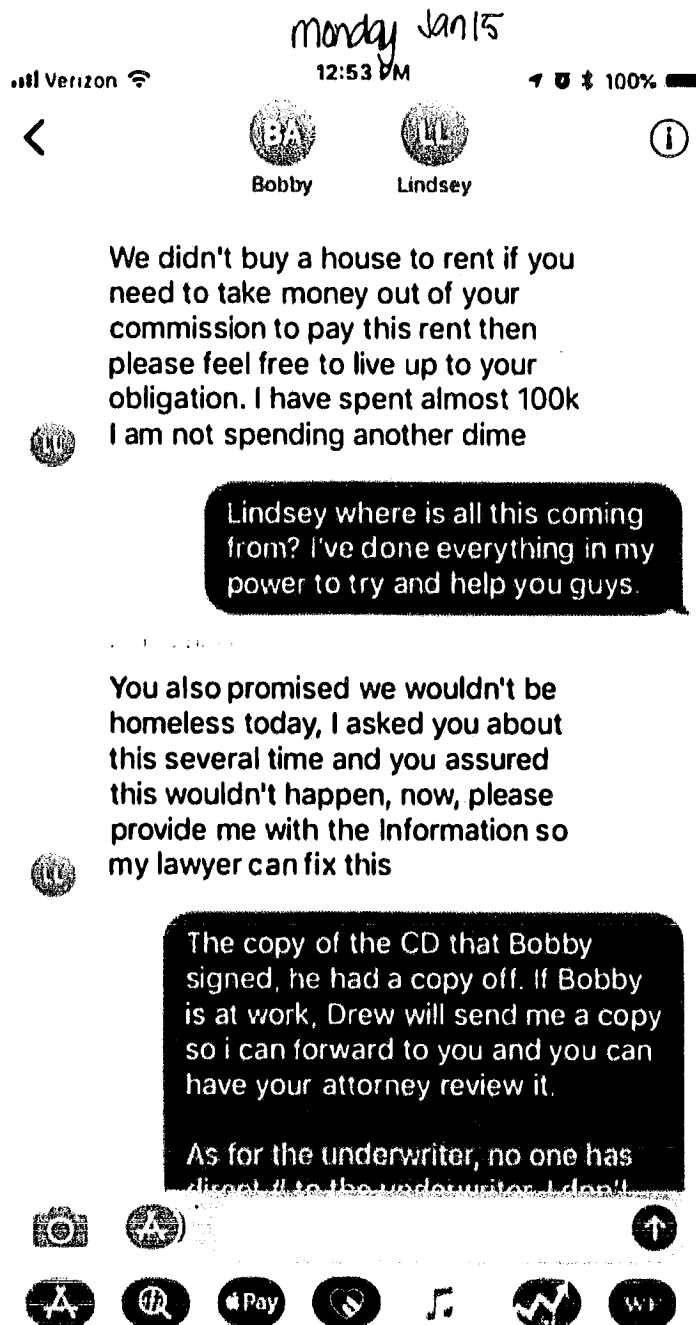 monday Jan 15
Verizon 12:53 PM 100%
BA LL
Bobby Lindsey
We didn't buy a house to rent if you
need to take money out of your
commission to pay this rent then
please feel free to live up to your
obligation. I have spent almost 100k
I am not spending another dime
LL
Lindsey where is all this coming
from? I've done everything in my
power to try and help you guys.
You also promised we wouldn't be
homeless today, I asked you about
this several time and you assured
this wouldn't happen, now, please
provide me with the Information so
my lawyer can fix this
LL
The copy of the CD that Bobby
signed, he had a copy off. If Bobby
is at work, Drew will send me a copy
so i can forward to you and you can
have your attorney review it.
As for the underwriter, no one has
direct # to the underwriter. I don't
Pay